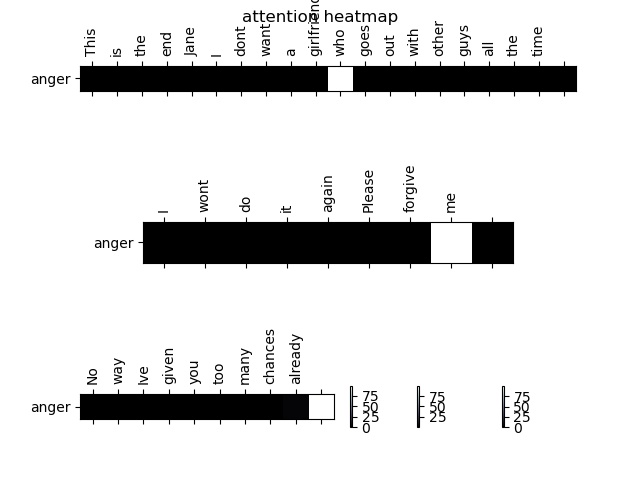 attention heatmap
This is the end Jane I dont want a girlfriend who goes out with other guys all the time
anger
I wont do it again Please forgive me
anger
No way Ive given you too many chances already
anger
75 75 75
50 50 50
25 25 25
0 0